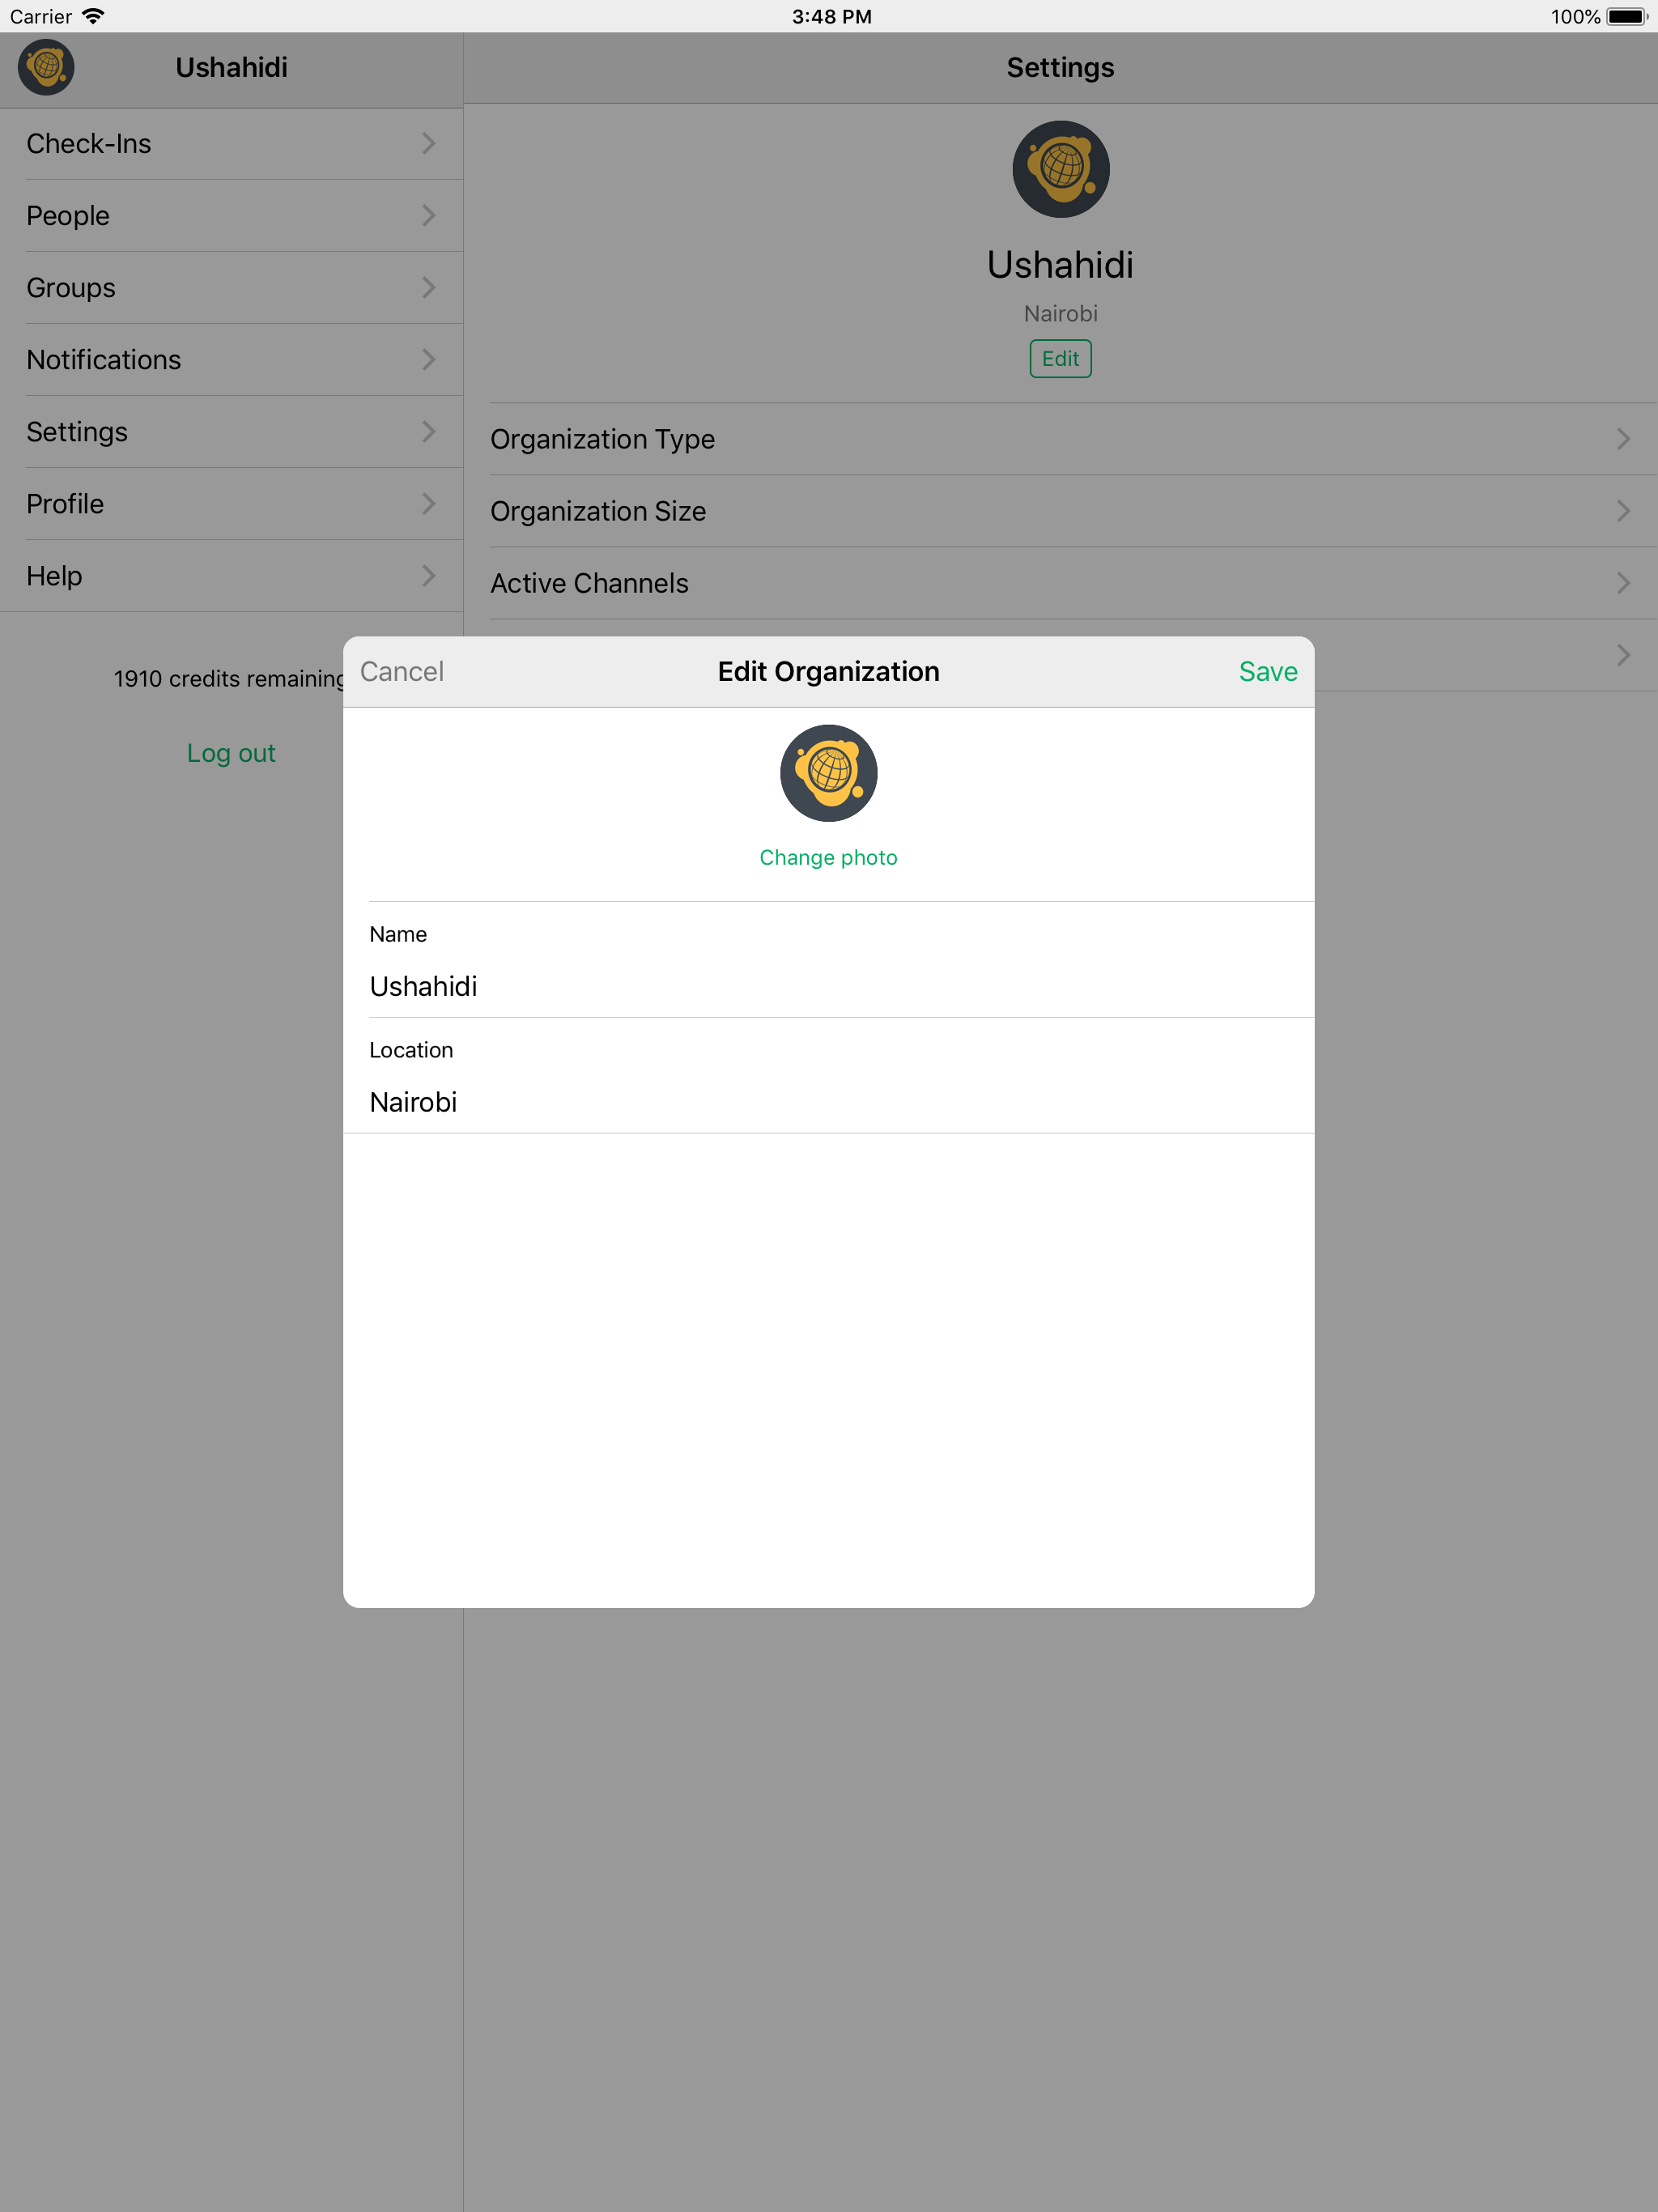 Carrier
3:48 PM
100%
Ushahidi
Check-Ins
People
Groups
Notifications
Settings
Profile
Help
1910 credits remaining
Log out
Settings
Ushahidi
Nairobi
Edit
Organization Type
Organization Size
Active Channels
Cancel
Edit Organization
Save
Change photo
Name
Ushahidi
Location
Nairobi